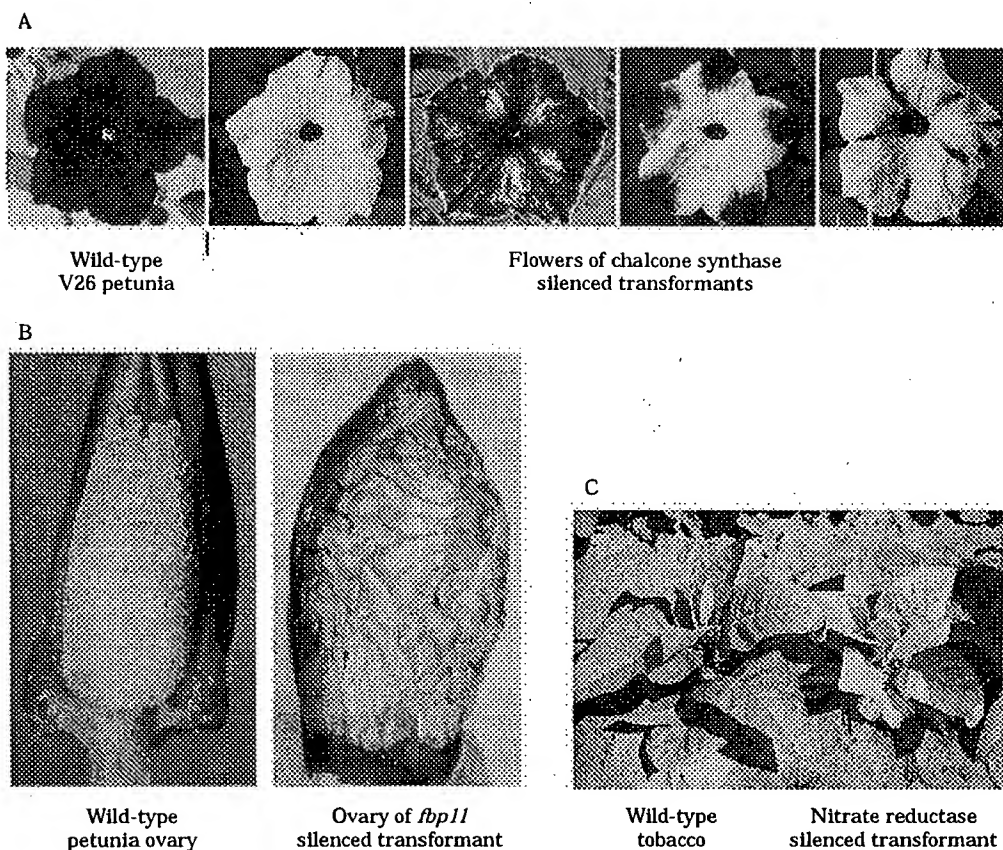 A
Wild-type
V26 petunia
Flowers of chalcone synthase
silenced transformants
B
Wild-type
petunia ovary
Ovary of fbp11
silenced transformant
C
Wild-type
tobacco
Nitrate reductase
silenced transformant